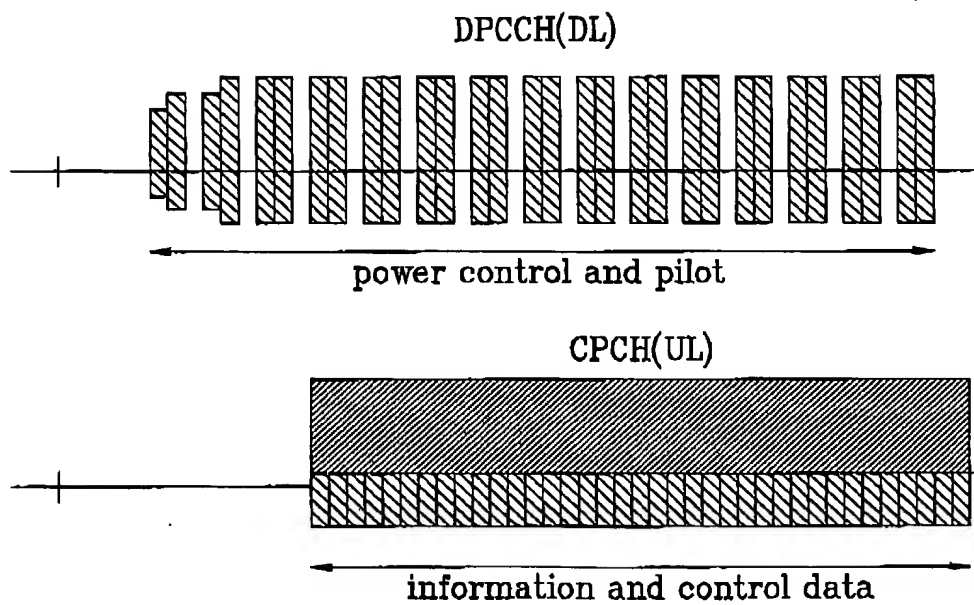 DPCCH(DL)
power control and pilot
CPCH(UL)
information and control data